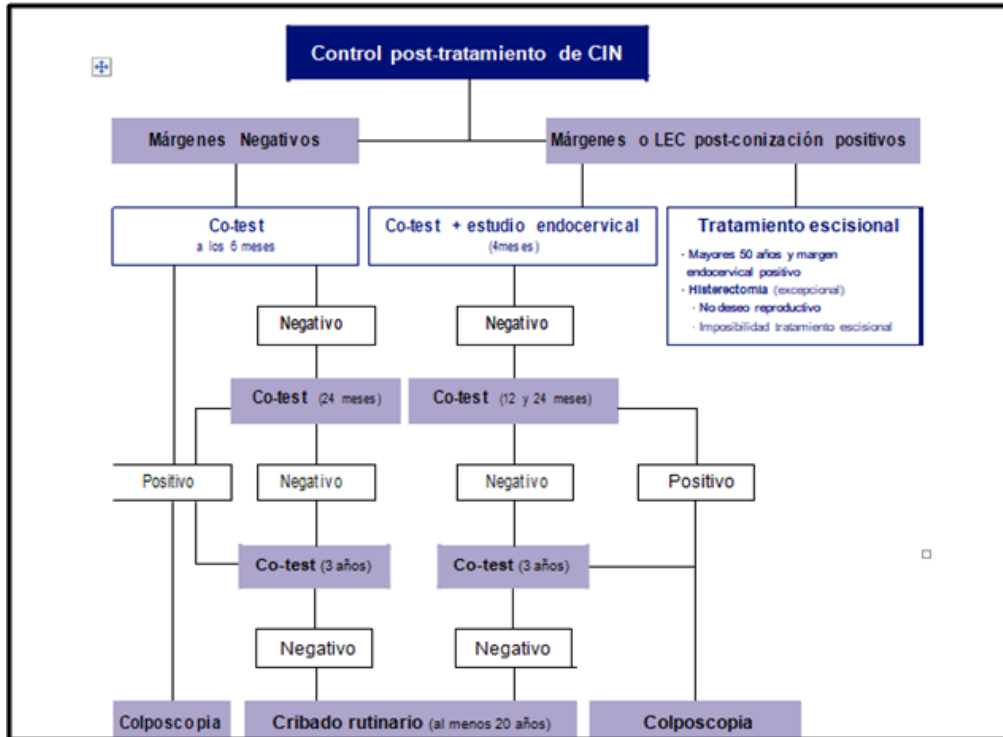 Control post-tratamiento de CIN
Márgenes Negativos
Márgenes o LEC post-conización positivos
Co-test
a los 6 meses
Co-test + estudio endocervical
(4meses)
Tratamiento escisional
· Mayores 50 años y margen
endocervical positivo
· Histerectomia (excepcional)
· No deseo reproductivo
· Imposibilidad tratamiento escisional
Negativo
Negativo
Co-test (24 meses)
Co-test (12 y 24 meses)
Positivo
Negativo
Negativo
Positivo
Co-test (3 años)
Co-test (3 años)
Negativo
Negativo
Colposcopia
Cribado rutinario (al menos 20 años)
Colposcopia